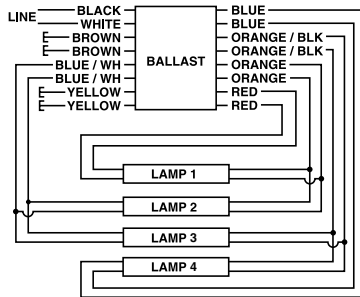 BLACK BLUE
LINE
WHITE BLUE
BROWN ORANGE / BLK
BROWN ORANGE / BLK
BALLAST
BLUE / WH ORANGE
BLUE / WH ORANGE
YELLOW RED
YELLOW RED
LAMP 1
LAMP 2
LAMP 3
LAMP 4